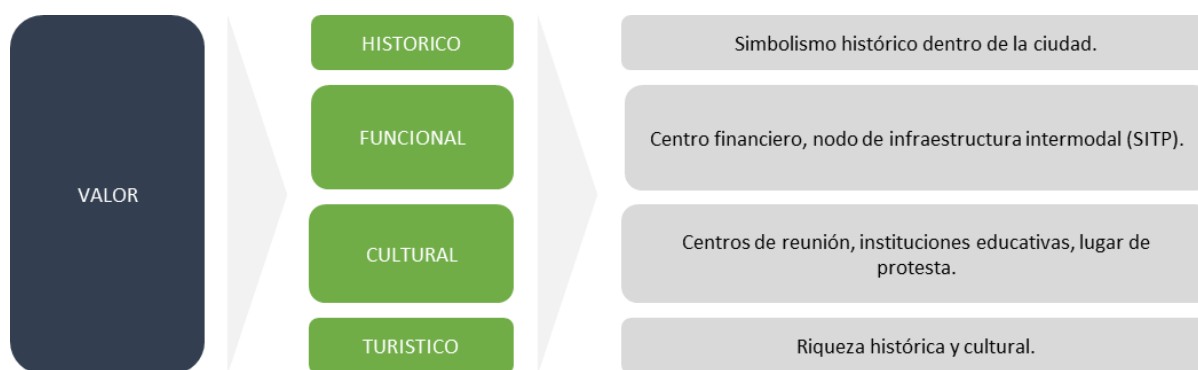 VALOR
HISTORICO
Simbolismo histórico dentro de la ciudad.
FUNCIONAL
Centro financiero, nodo de infraestructura intermodal (SITP).
CULTURAL
Centros de reunión, instituciones educativas, lugar de
protesta.
TURISTICO
Riqueza histórica y cultural.